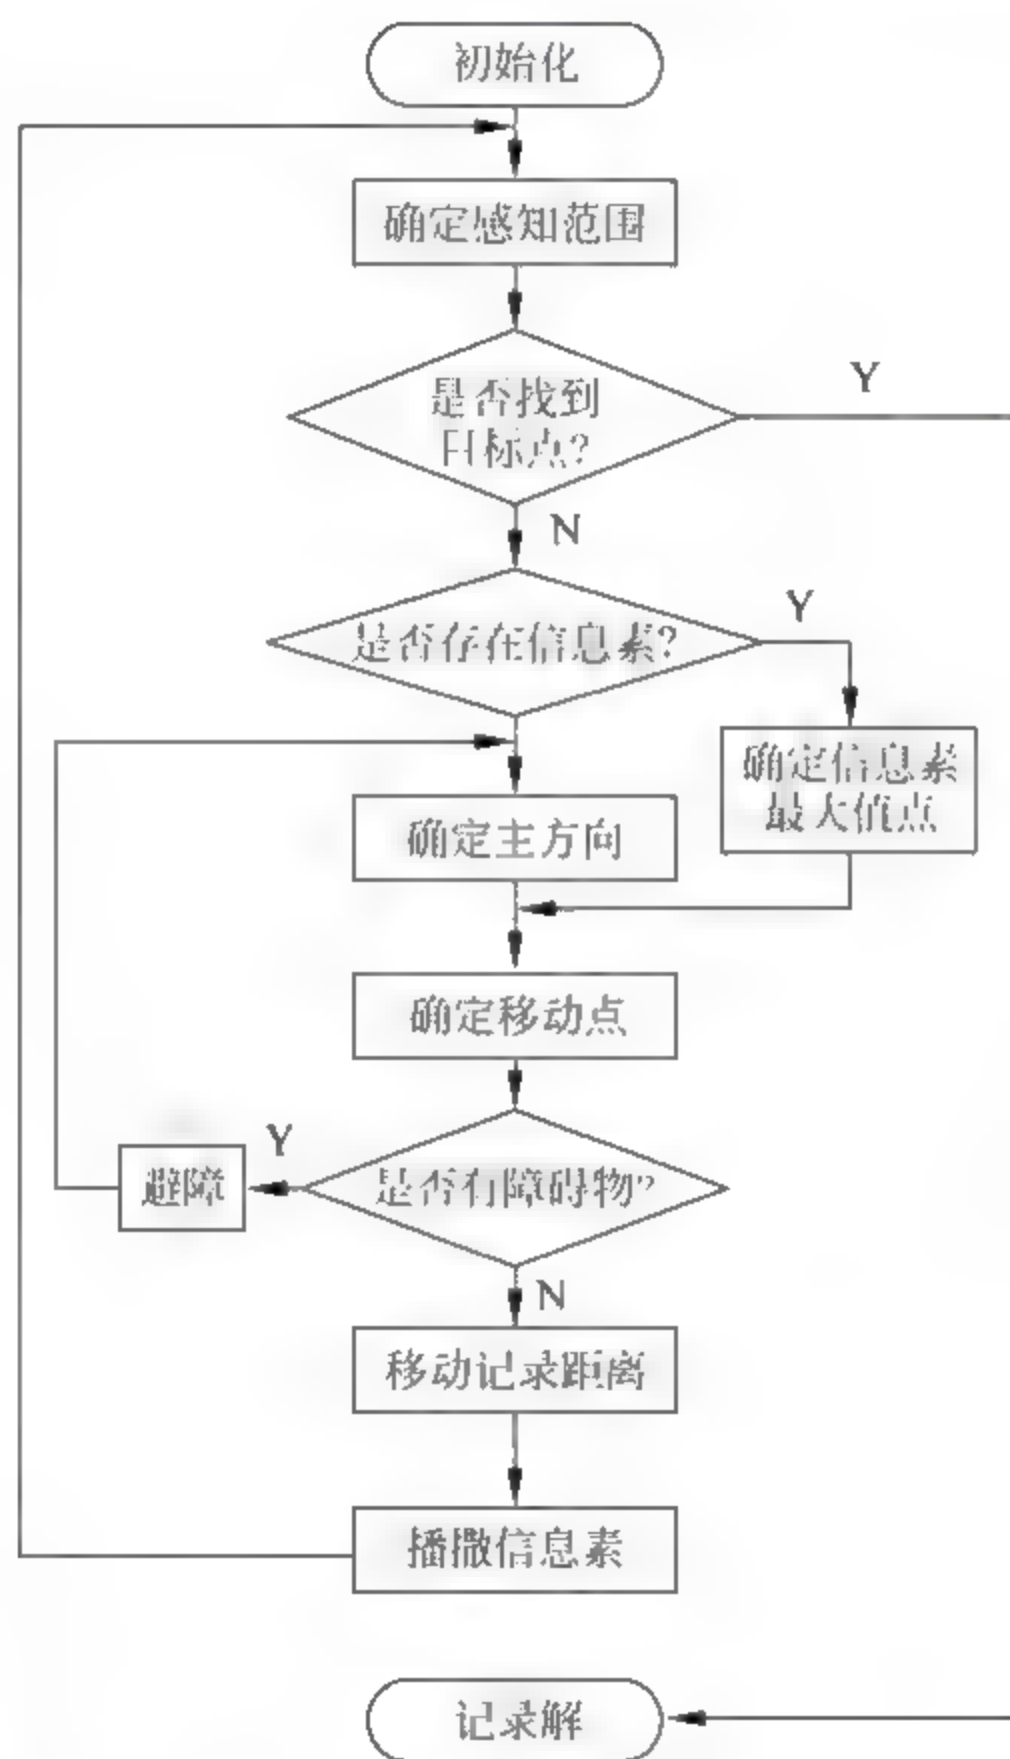 初始化
确定感知范围
是否找到
目标点?
Y
N
是否存在信息素?
Y
确定信息素
最大值点
确定主方向
确定移动点
是否有障碍物?
Y
避障
N
移动记录距离
播撒信息素
记录解